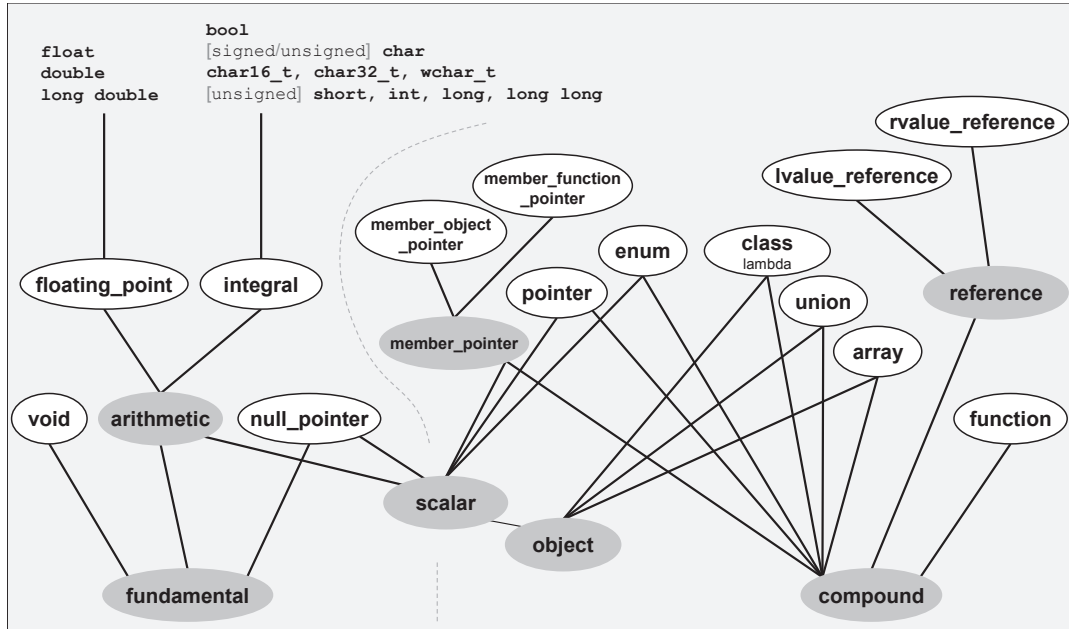 bool
float
[signed/unsigned] char
double
char16_t, char32_t, wchar_t
long double
[unsigned] short, int, long, long long
rvalue_reference
lvalue_reference
member_function
_pointer
member_object
_pointer
enum
class
lambda
floating_point
integral
pointer
union
reference
member_pointer
array
void
arithmetic
null_pointer
function
scalar
object
fundamental
compound